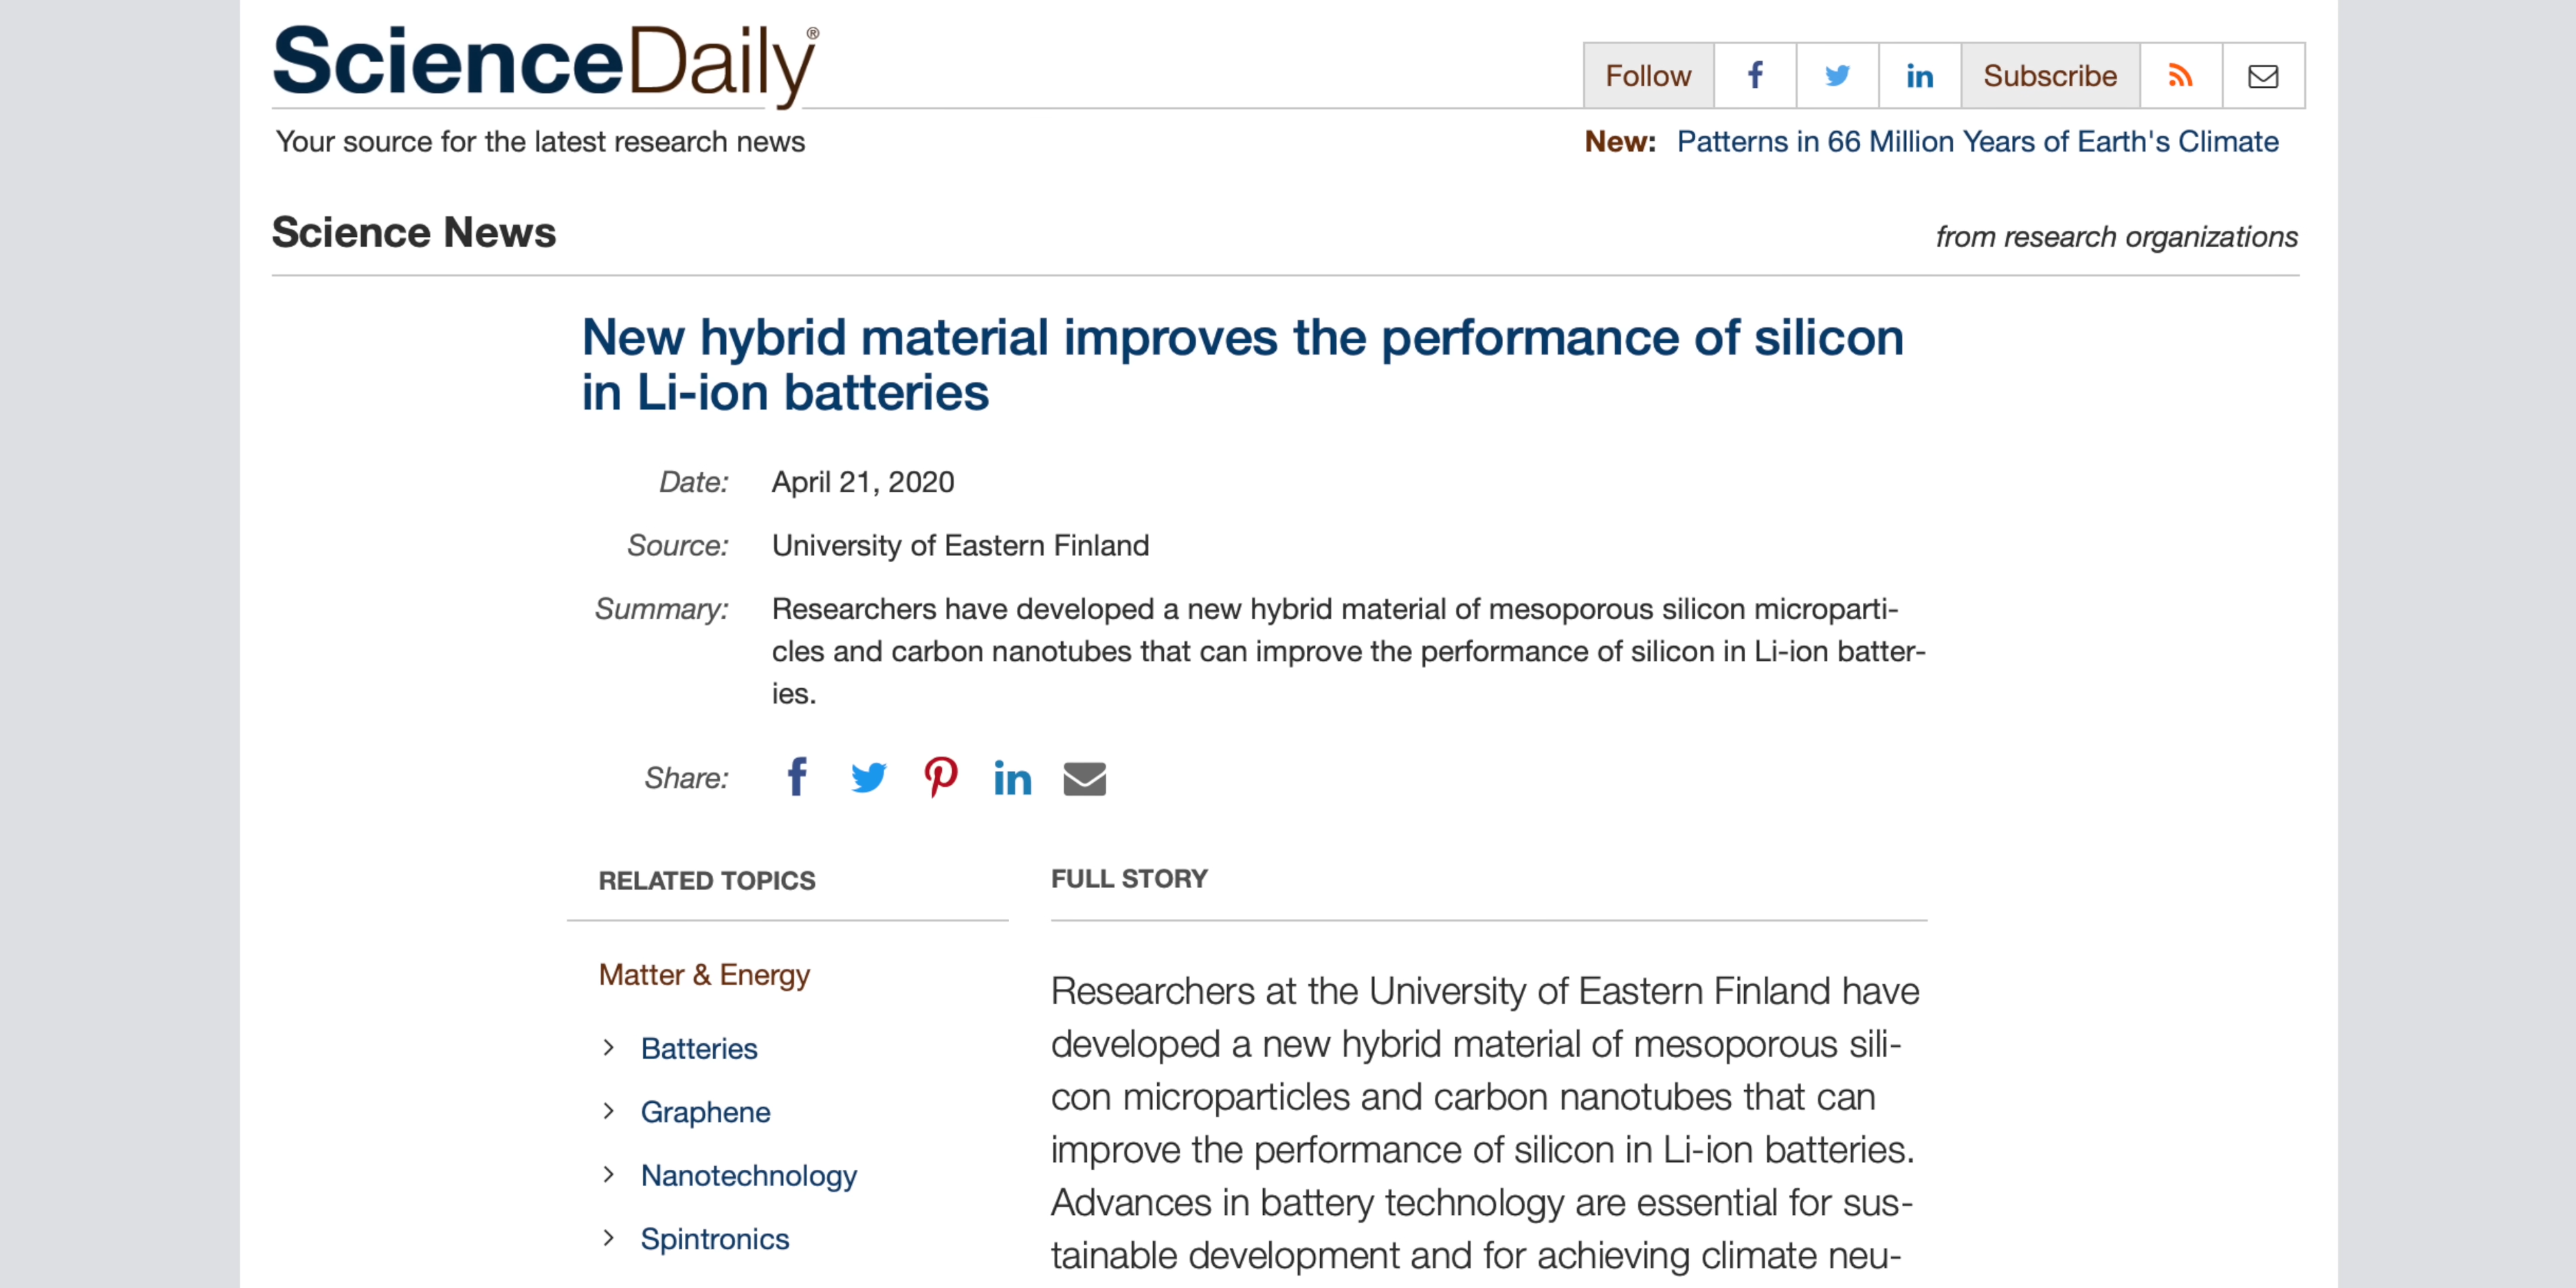 ScienceDaily®
Follow
Subscribe
Your source for the latest research news
New: Patterns in 66 Million Years of Earth's Climate
Science News
from research organizations
New hybrid material improves the performance of silicon
in Li-ion batteries
Date: April 21, 2020
Source: University of Eastern Finland
Summary: Researchers have developed a new hybrid material of mesoporous silicon microparti-
cles and carbon nanotubes that can improve the performance of silicon in Li-ion batter-
ies.
Share:
RELATED TOPICS
Matter & Energy
Batteries
Graphene
Nanotechnology
Spintronics
FULL STORY
Researchers at the University of Eastern Finland have
developed a new hybrid material of mesoporous sili-
con microparticles and carbon nanotubes that can
improve the performance of silicon in Li-ion batteries.
Advances in battery technology are essential for sus-
tainable development and for achieving climate neu-